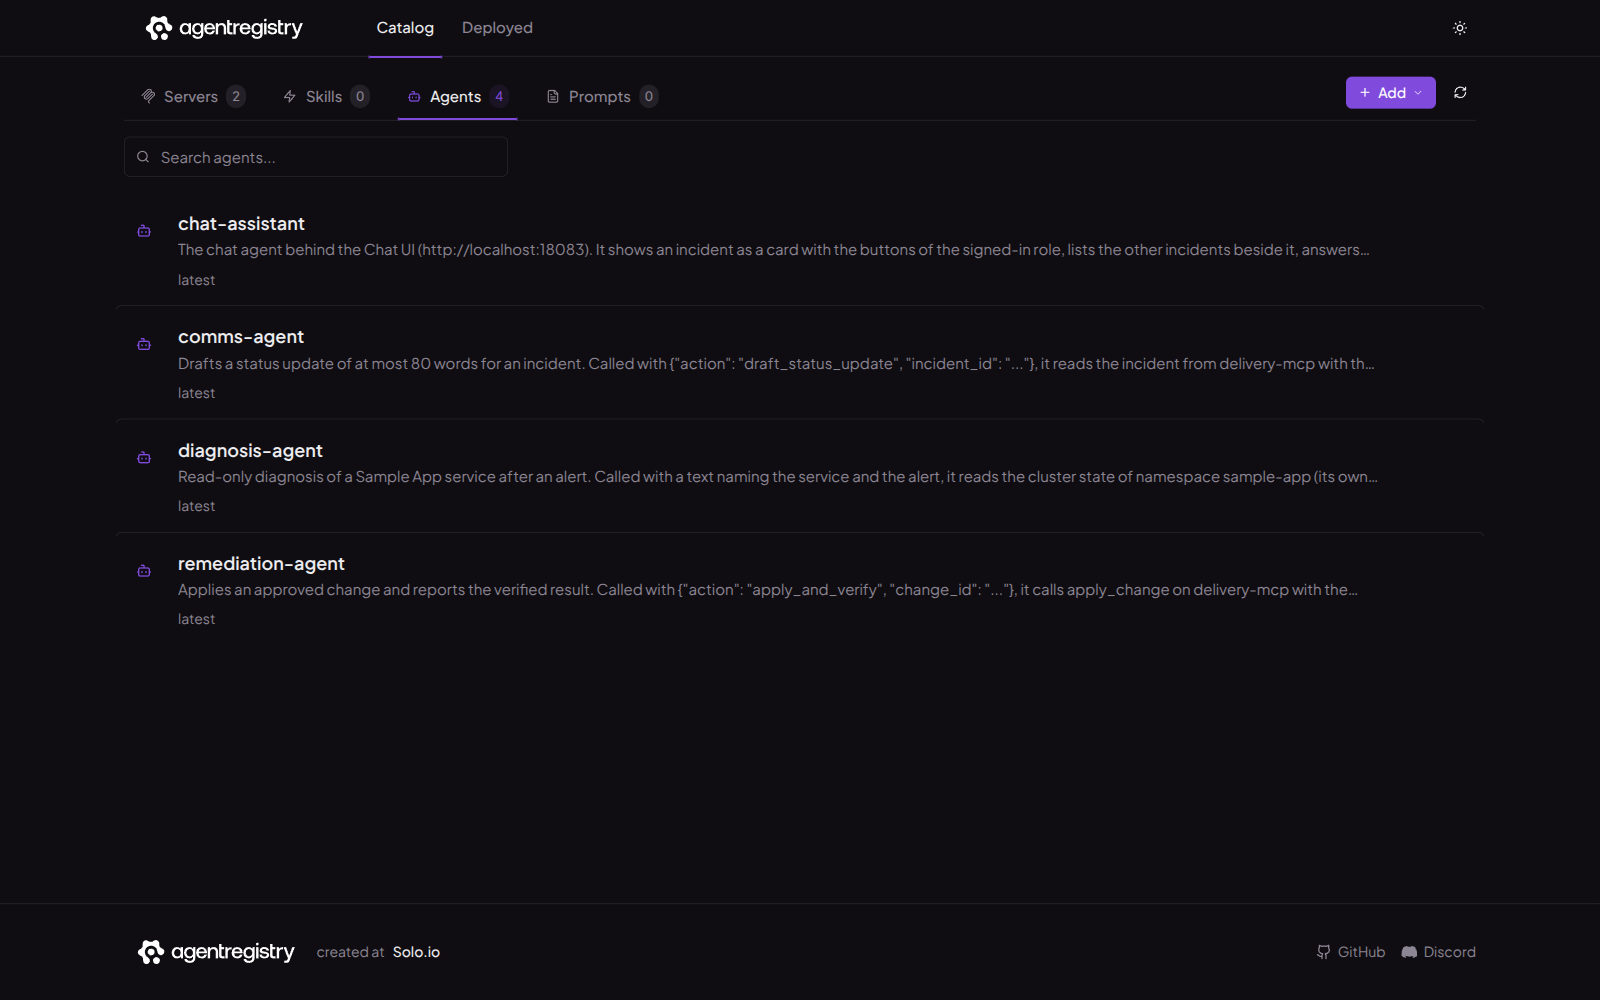 agentregistry Catalog Deployed
Servers 2 Skills 0 Agents 4 Prompts 0 + Add
Search agents...
chat-assistant
The chat agent behind the Chat UI (http://localhost:18083). It shows an incident as a card with the buttons of the signed-in role, lists the other incidents beside it, answers...
latest
comms-agent
Drafts a status update of at most 80 words for an incident. Called with {"action": "draft_status_update", "incident_id": "..."}, it reads the incident from delivery-mcp with th...
latest
diagnosis-agent
Read-only diagnosis of a Sample App service after an alert. Called with a text naming the service and the alert, it reads the cluster state of namespace sample-app (its own...
latest
remediation-agent
Applies an approved change and reports the verified result. Called with {"action": "apply_and_verify", "change_id": "..."}, it calls apply_change on delivery-mcp with the...
latest
agentregistry created at Solo.io GitHub Discord